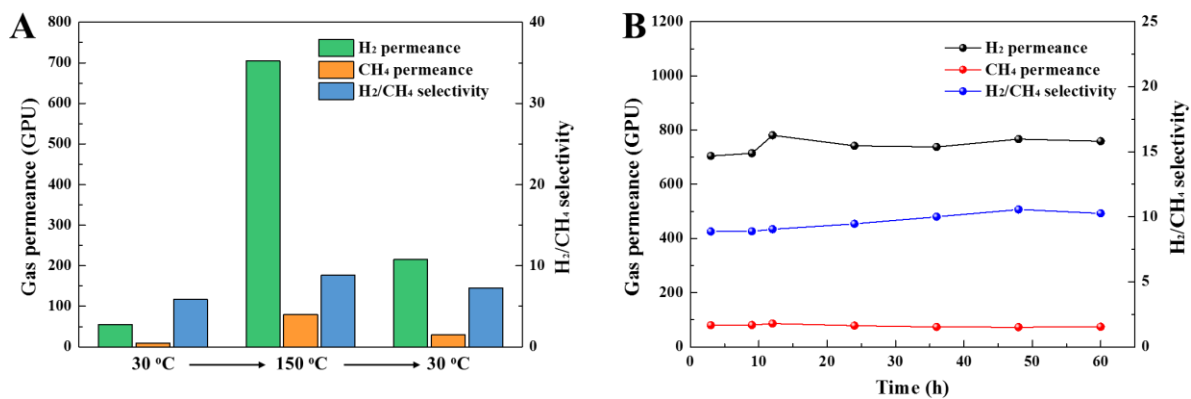 A
H₂ permeance
CH₄ permeance
H₂/CH₄ selectivity
Gas permeance (GPU)
800
700
600
500
400
300
200
100
0
40
30
20
10
0
H₂/CH₄ selectivity
30 ⁰C → 150 ⁰C → 30 ⁰C
B
H₂ permeance
CH₄ permeance
H₂/CH₄ selectivity
Gas permeance (GPU)
1200
1000
800
600
400
200
0
25
20
15
10
5
0
H₂/CH₄ selectivity
0 10 20 30 40 50 60
Time (h)